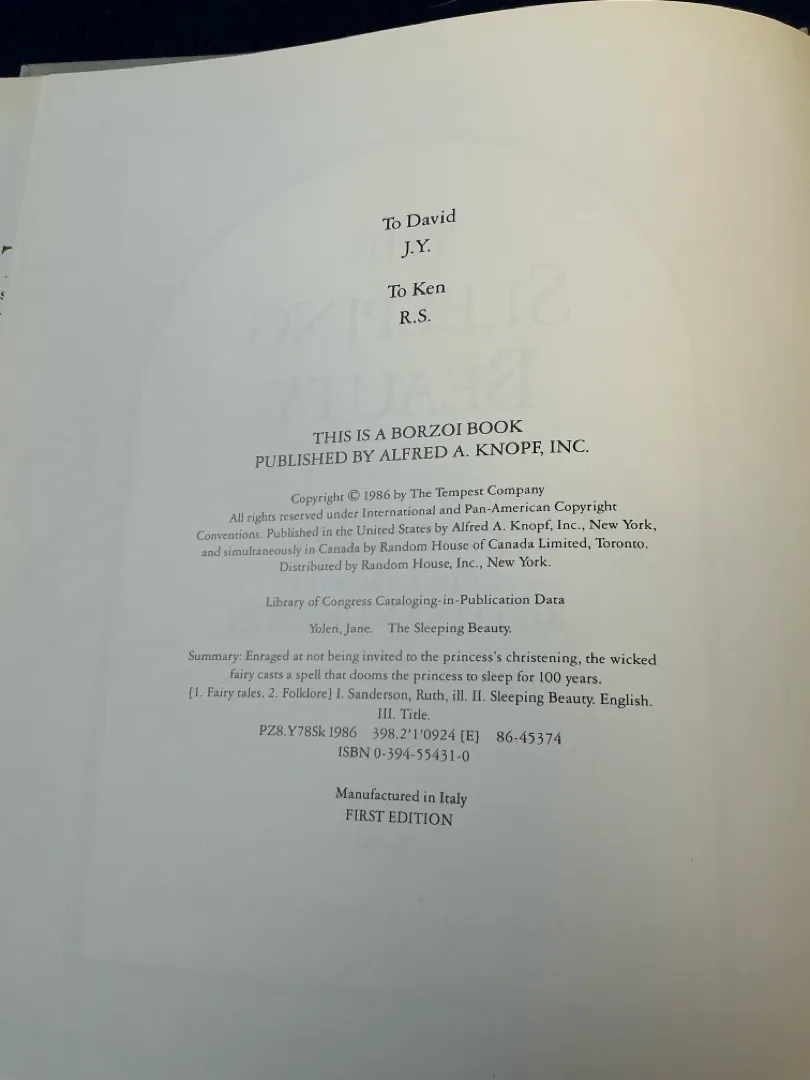 To David
J.Y.
To Ken
R.S.
THIS IS A BORZOI BOOK
PUBLISHED BY ALFRED A. KNOPF, INC.
Copyright © 1986 by The Tempest Company
All rights reserved under International and Pan-American Copyright
Conventions. Published in the United States by Alfred A. Knopf, Inc., New York,
and simultaneously in Canada by Random House of Canada Limited, Toronto.
Distributed by Random House, Inc., New York.
Library of Congress Cataloging-in-Publication Data
Yolen, Jane. The Sleeping Beauty.
Summary: Enraged at not being invited to the princess's christening, the wicked
fairy casts a spell that dooms the princess to sleep for 100 years.
[1. Fairy tales. 2. Folklore] I. Sanderson, Ruth, ill. II. Sleeping Beauty. English.
III. Title.
PZ8.Y78Sk 1986 398.2'1'0924 [E] 86-45374
ISBN 0-394-55431-0
Manufactured in Italy
FIRST EDITION